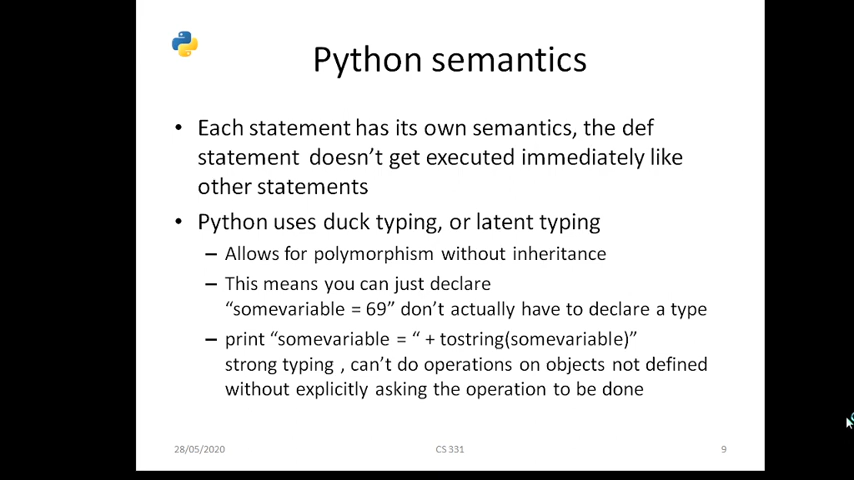 Python semantics
• Each statement has its own semantics, the def
statement doesn't get executed immediately like
other statements
• Python uses duck typing, or latent typing
– Allows for polymorphism without inheritance
– This means you can just declare
“somevariable = 69” don't actually have to declare a type
– print “somevariable = “ + tostring(somevariable)”
strong typing , can't do operations on objects not defined
without explicitly asking the operation to be done
28/05/2020 CS 331 9